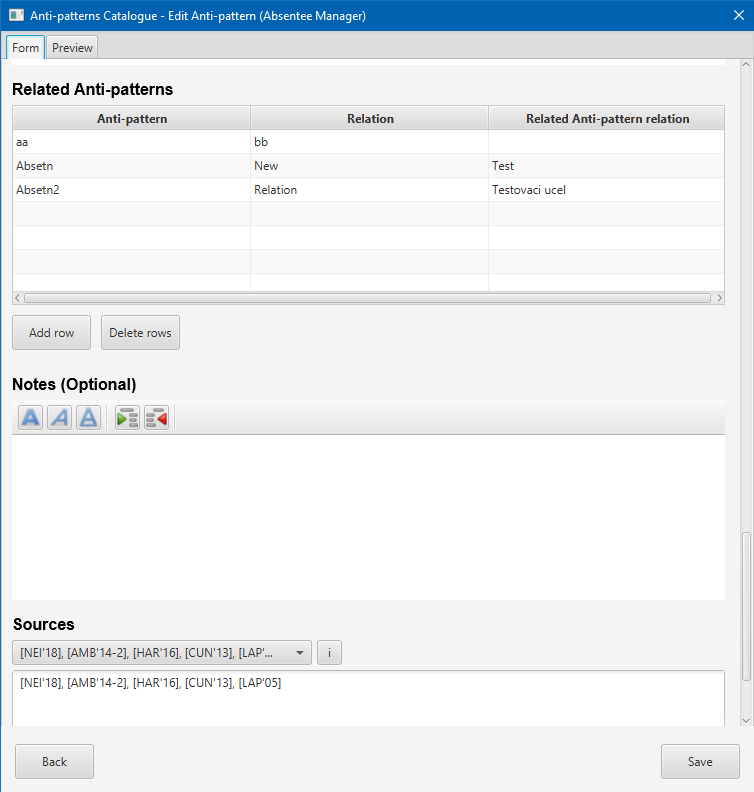 Anti-patterns Catalogue - Edit Anti-pattern (Absentee Manager)
Form Preview
Related Anti-patterns
Anti-pattern Relation Related Anti-pattern relation
aa bb
Absetn New Test
Absetn2 Relation Testovaci ucel
Add row Delete rows
Notes (Optional)
A A A
Sources
[NEI'18], [AMB'14-2], [HAR'16], [CUN'13], [LAP'... i
[NEI'18], [AMB'14-2], [HAR'16], [CUN'13], [LAP'05]
Back Save